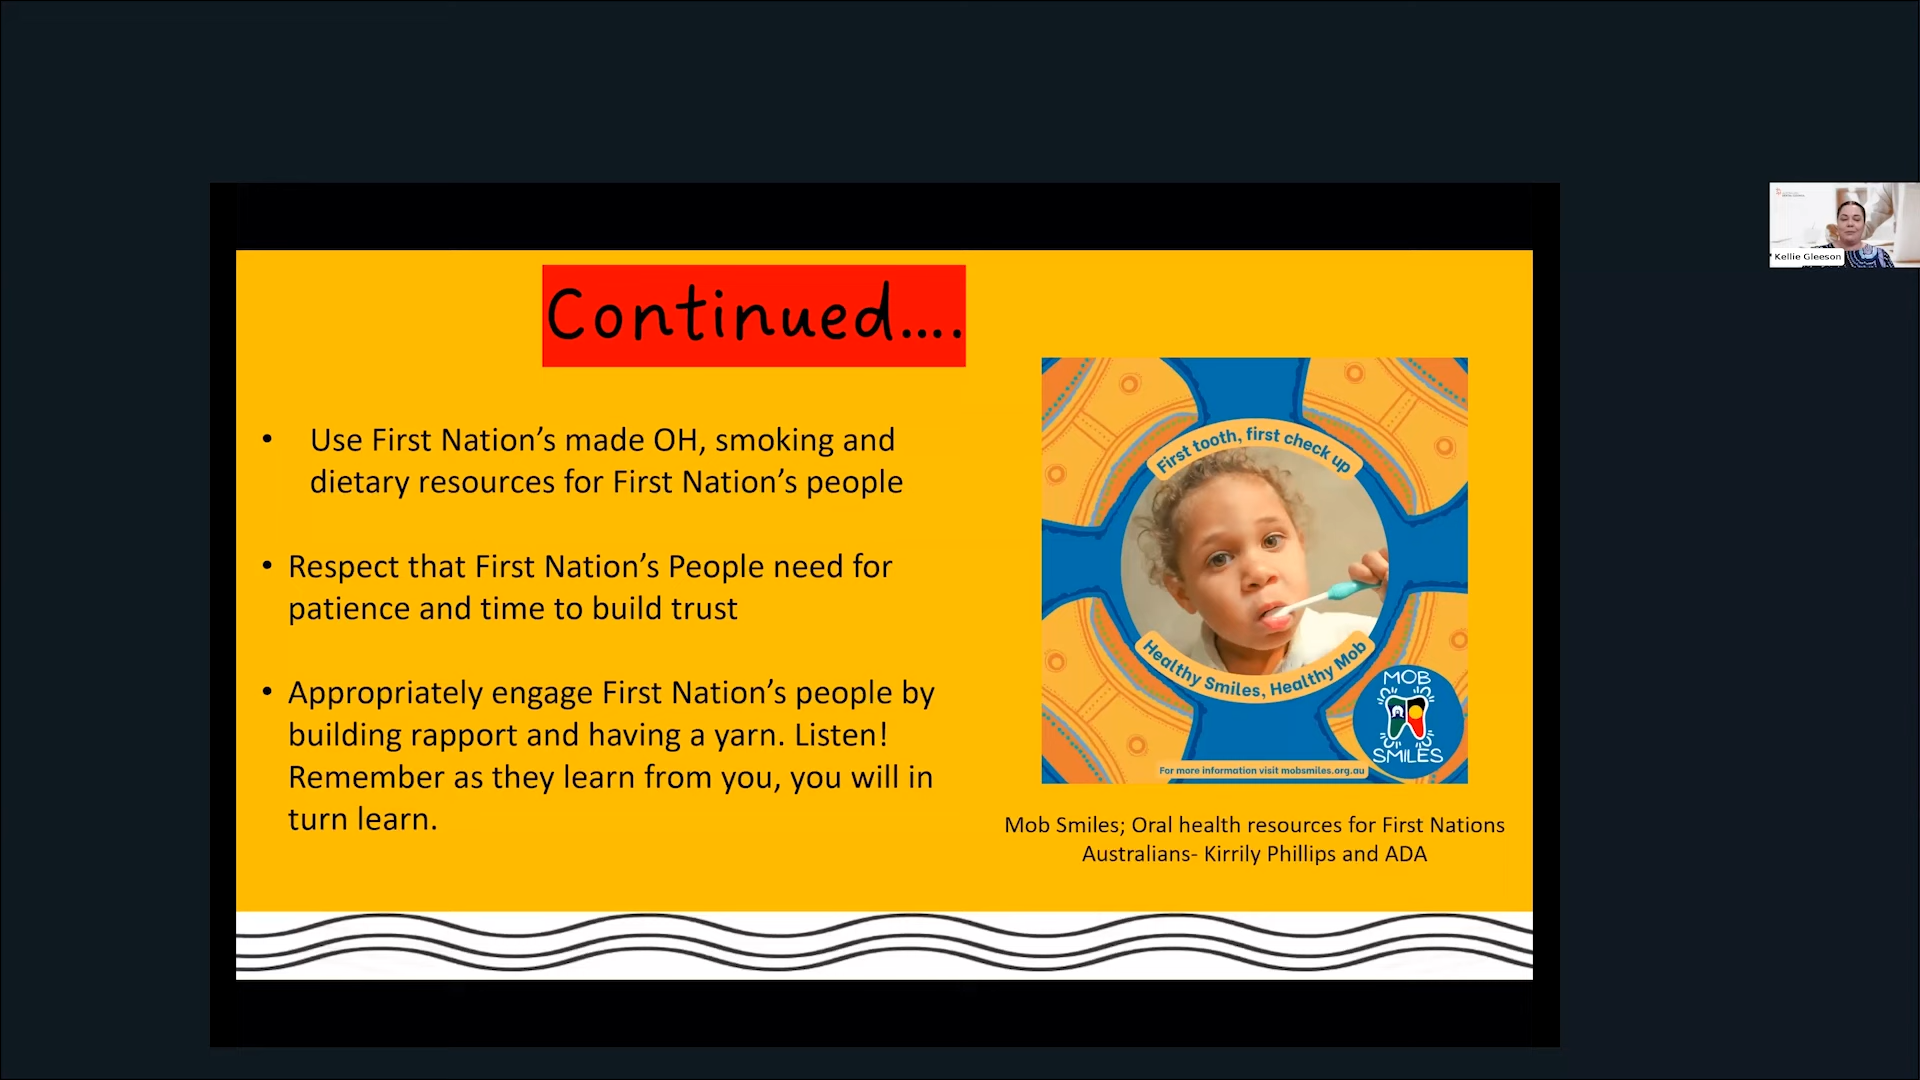 Continued....
• Use First Nation’s made OH, smoking and
dietary resources for First Nation’s people
• Respect that First Nation’s People need for
patience and time to build trust
• Appropriately engage First Nation’s people by
building rapport and having a yarn. Listen!
Remember as they learn from you, you will in
turn learn.
First tooth, first check up
Healthy Smiles, Healthy Mob
MOB
SMILES
For more information visit mobsmiles.org.au
Mob Smiles; Oral health resources for First Nations
Australians- Kirrily Phillips and ADA
Kellie Gleeson